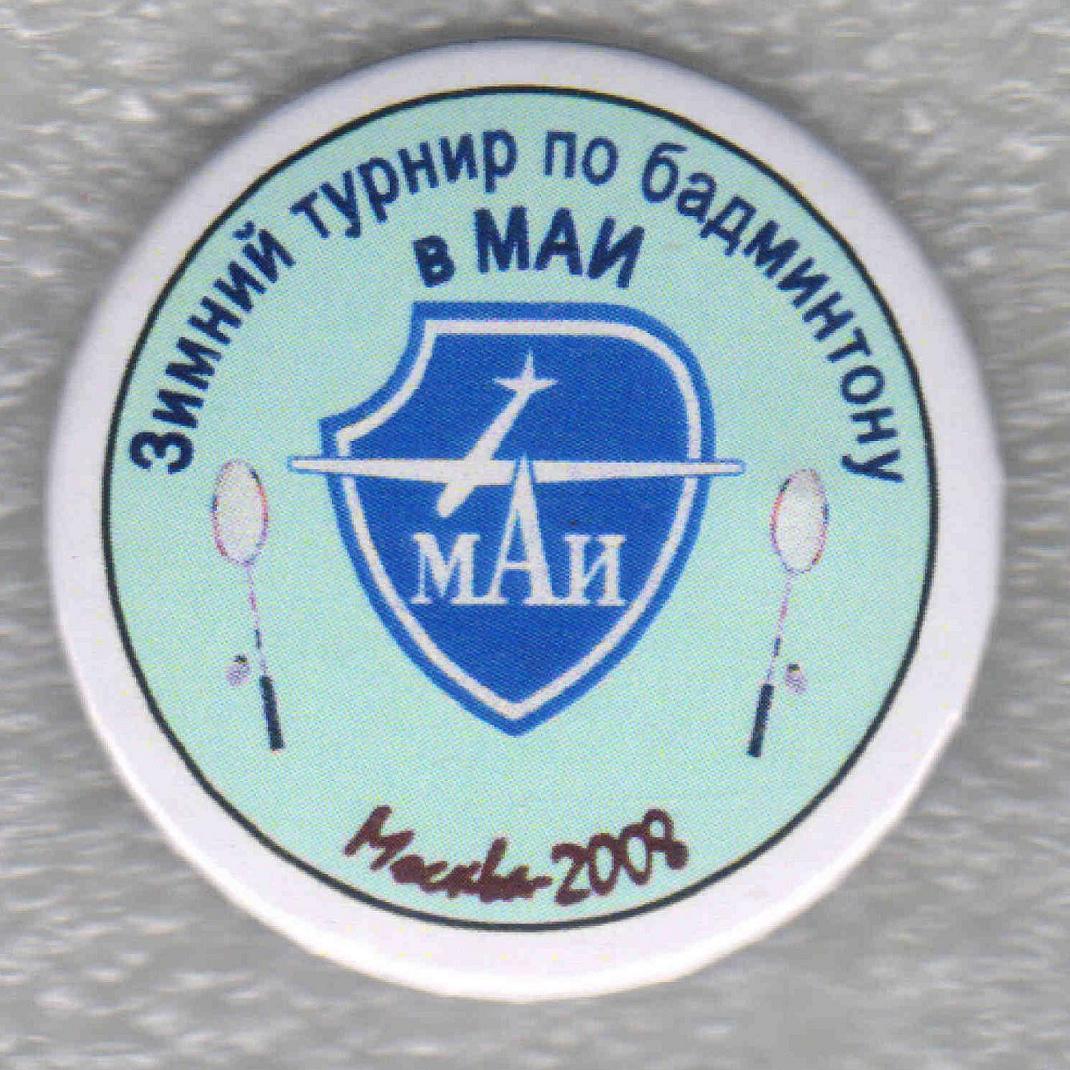 Зимний турнир по бадминтону
в МАИ
МАИ
Москва-2008